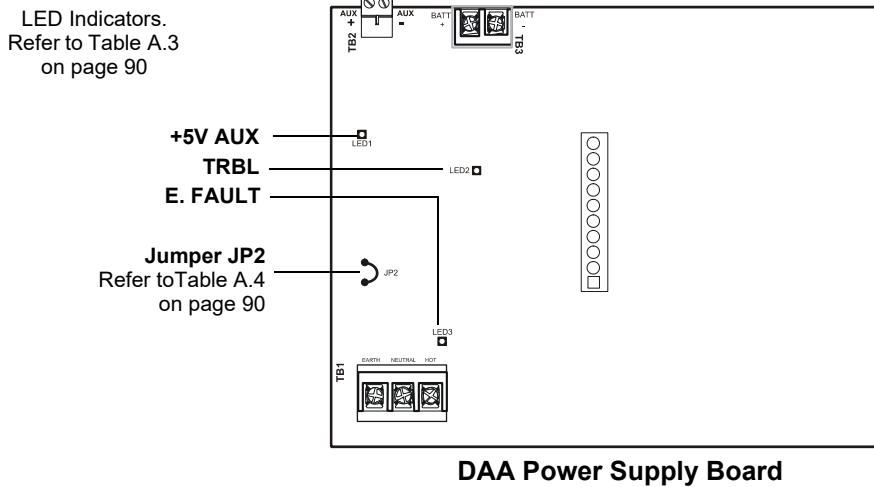 LED Indicators.
Refer to Table A.3
on page 90
AUX
+
AUX
-
TB2
BATT
+
BATT
-
TB3
+5V AUX
LED1
TRBL
LED2
E. FAULT
Jumper JP2
Refer toTable A.4
on page 90
JP2
LED3
TB1
EARTH NEUTRAL HOT
DAA Power Supply Board